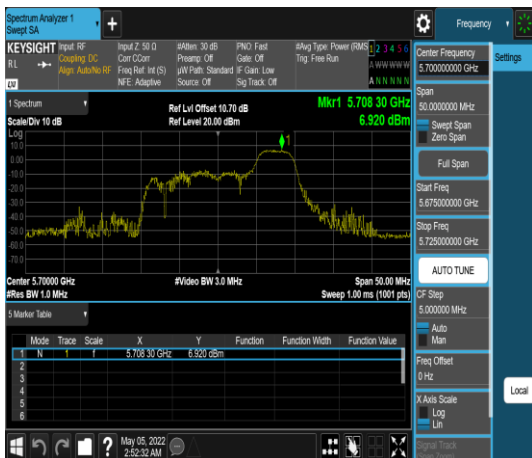 Spectrum Analyzer 1
Swept SA
+
Frequency
KEYSIGHT
RL
Input: RF
Coupling: DC
Align: Auto/No RF
Input Z: 50 Ω
Corr CCorr
Freq Ref: Int (S)
NFE: Adaptive
#Atten: 30 dB
Preamp: Off
µW Path: Standard
Source: Off
PNO: Fast
Gate: Off
IF Gain: Low
Sig Track: Off
#Avg Type: Power (RMS)
Trig: Free Run
1 2 3 4 5 6
A W W W W W
A N N N N N
1 Spectrum
Scale/Div 10 dB
Ref Lvl Offset 10.70 dB
Ref Level 20.00 dBm
Mkr1 5.708 30 GHz
6.920 dBm
Log
10.0
0.00
-10.0
-20.0
-30.0
-40.0
-50.0
-60.0
-70.0
1
Center 5.70000 GHz
#Res BW 1.0 MHz
#Video BW 3.0 MHz
Span 50.00 MHz
Sweep 1.00 ms (1001 pts)
5 Marker Table
Mode Trace Scale X Y Function Function Width Function Value
1 N 1 f 5.708 30 GHz 6.920 dBm
2
3
4
5
6
May 05, 2022
2:52:32 AM
Center Frequency
5.700000000 GHz
Settings
Span
50.0000000 MHz
Swept Span
Zero Span
Full Span
Start Freq
5.675000000 GHz
Stop Freq
5.725000000 GHz
AUTO TUNE
CF Step
5.000000 MHz
Auto
Man
Freq Offset
0 Hz
X Axis Scale
Log
Lin
Local
Signal Track